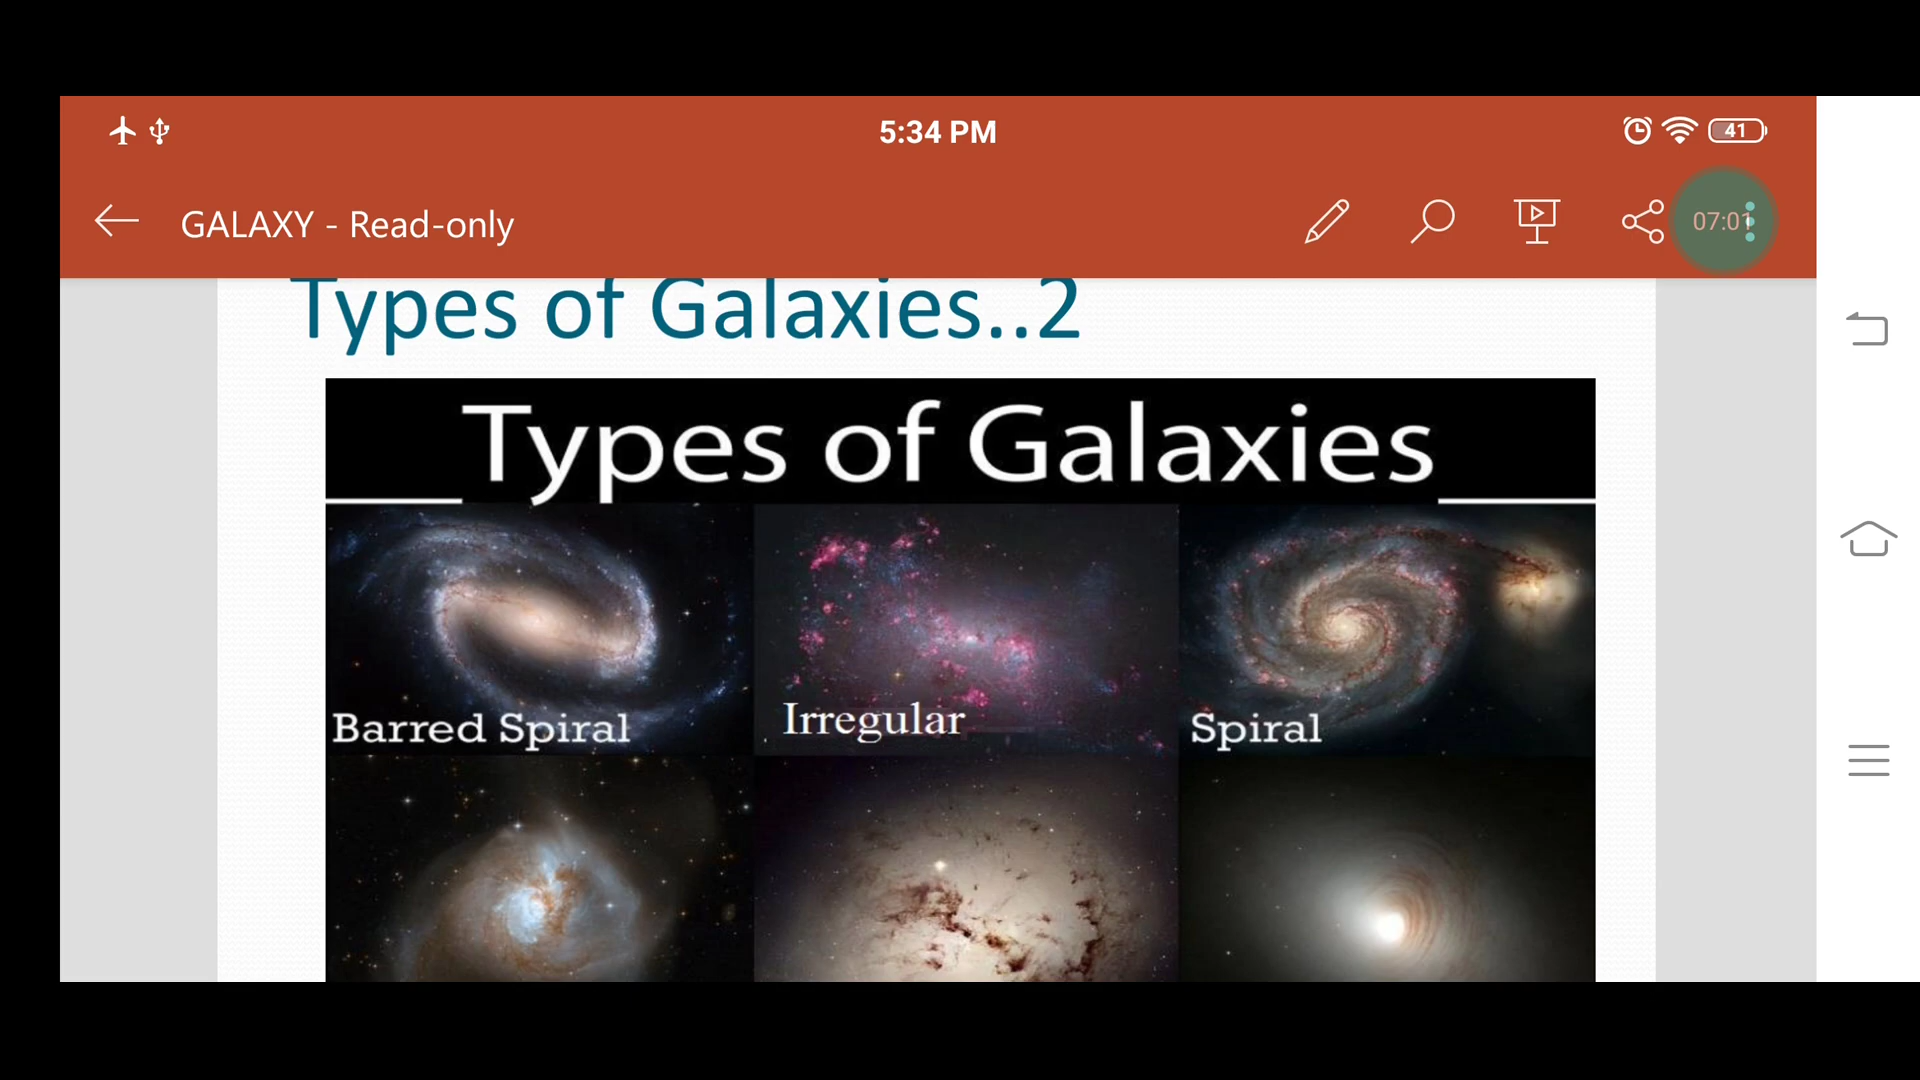 5:34 PM
41
GALAXY - Read-only
07:01
Types of Galaxies..2
Types of Galaxies
Barred Spiral
Irregular
Spiral